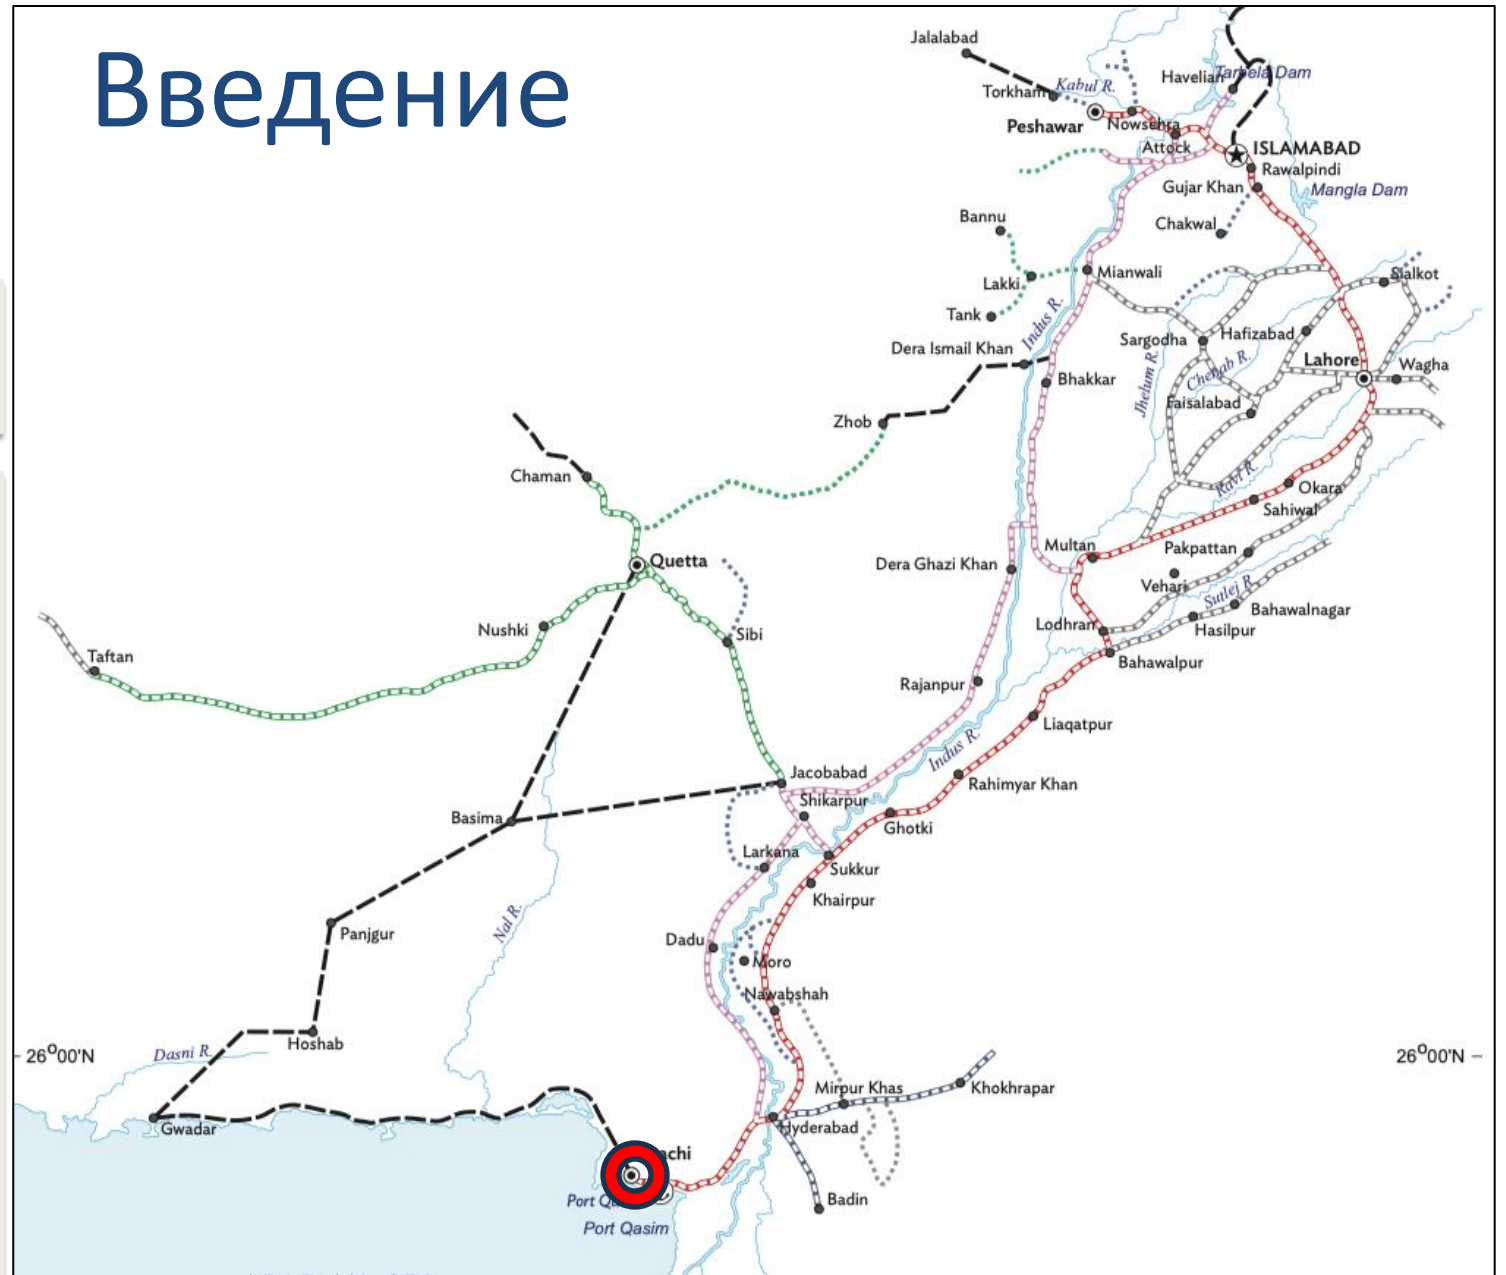 Введение
Jalalabad
Torkham
Kabul R.
Havelian
Tarbela Dam
Peshawar
Nowsehra
Attock
ISLAMABAD
Rawalpindi
Gujar Khan
Mangla Dam
Bannu
Chakwal
Lakki
Mianwali
Sialkot
Tank
Indus R.
Sargodha
Hafizabad
Dera Ismail Khan
Lahore
Wagha
Jhelum R.
Chenab R.
Bhakkar
Faisalabad
Zhob
Chaman
Ravi R.
Okara
Sahiwal
Quetta
Dera Ghazi Khan
Multan
Pakpattan
Vehari
Sutlej R.
Bahawalnagar
Nushki
Sibi
Lodhran
Hasilpur
Taftan
Bahawalpur
Rajanpur
Liaqatpur
Indus R.
Jacobabad
Rahimyar Khan
Shikarpur
Basima
Ghotki
Larkana
Sukkur
Khairpur
Nal R.
Panjgur
Dadu
Moro
Nawabshah
Hoshab
26°00'N
Dasni R.
26°00'N
Mirpur Khas
Khokhrapar
Gwadar
Hyderabad
achi
Port Q
Badin
Port Qasim